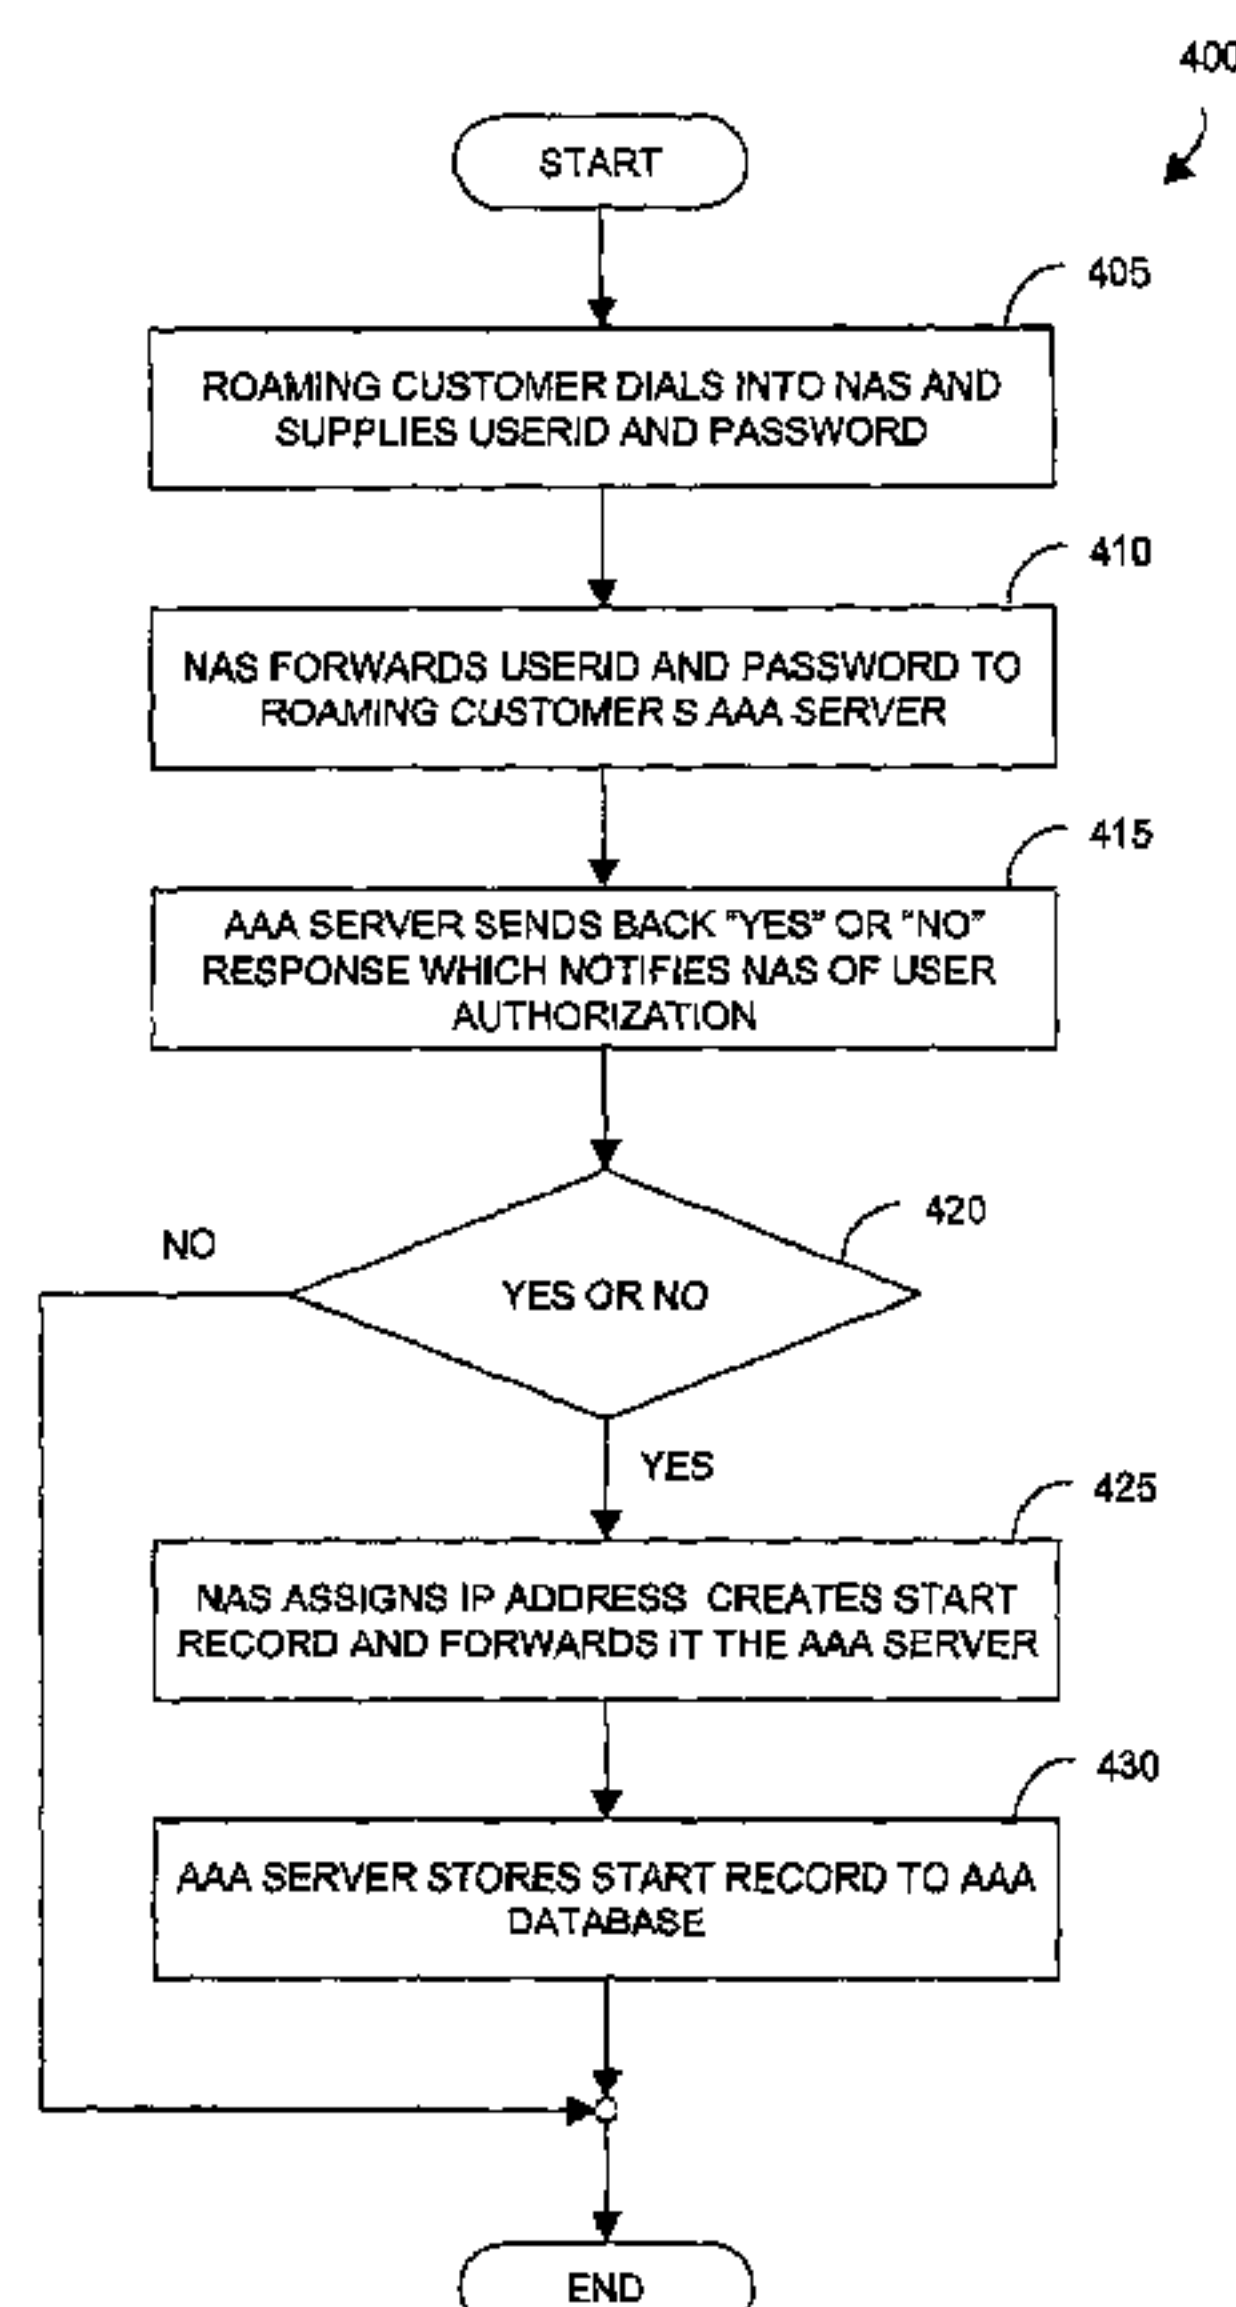 400
START
405
ROAMING CUSTOMER DIALS INTO NAS AND
SUPPLIES USERID AND PASSWORD
410
NAS FORWARDS USERID AND PASSWORD TO
ROAMING CUSTOMER S AAA SERVER
415
AAA SERVER SENDS BACK "YES" OR "NO"
RESPONSE WHICH NOTIFIES NAS OF USER
AUTHORIZATION
420
NO
YES OR NO
YES
425
NAS ASSIGNS IP ADDRESS CREATES START
RECORD AND FORWARDS IT THE AAA SERVER
430
AAA SERVER STORES START RECORD TO AAA
DATABASE
END